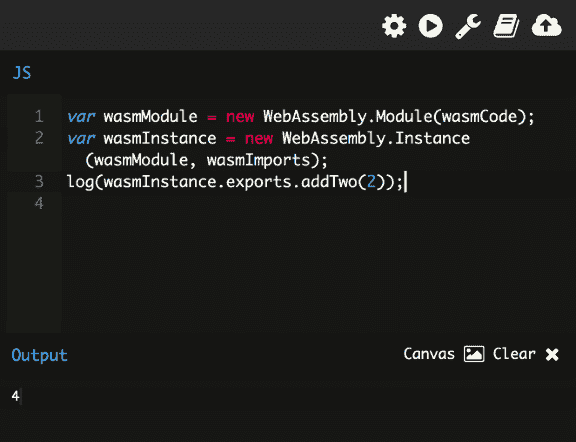 JS
1 var wasmModule = new WebAssembly.Module(wasmCode);
2 var wasmInstance = new WebAssembly.Instance
(wasmModule, wasmImports);
3 log(wasmInstance.exports.addTwo(2));
4
Output Canvas Clear
4